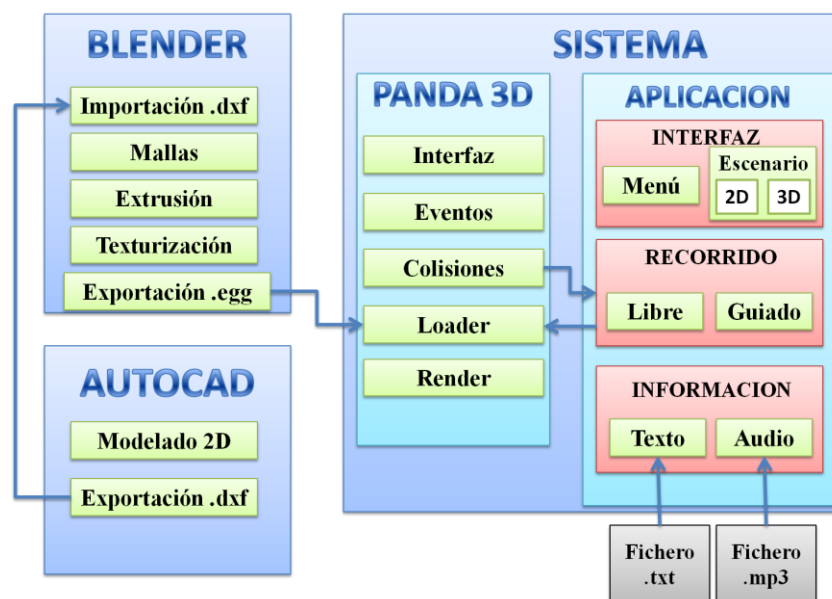 BLENDER
Importación .dxf
Mallas
Extrusión
Texturización
Exportación .egg
AUTOCAD
Modelado 2D
Exportación .dxf
SISTEMA
PANDA 3D
Interfaz
Eventos
Colisiones
Loader
Render
APLICACION
INTERFAZ
Menú
Escenario
2D
3D
RECORRIDO
Libre
Guiado
INFORMACION
Texto
Audio
Fichero
.txt
Fichero
.mp3